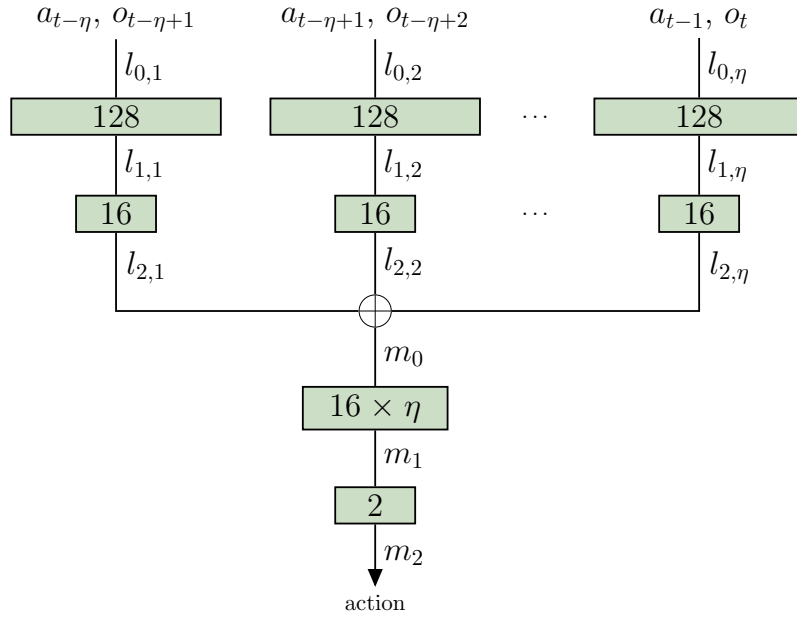 a_{t−η}, o_{t−η+1} a_{t−η+1}, o_{t−η+2} a_{t−1}, o_t
l_{0,1} l_{0,2} l_{0,η}
128 128 ... 128
l_{1,1} l_{1,2} l_{1,η}
16 16 ... 16
l_{2,1} l_{2,2} l_{2,η}
m_0
16 × η
m_1
2
m_2
action